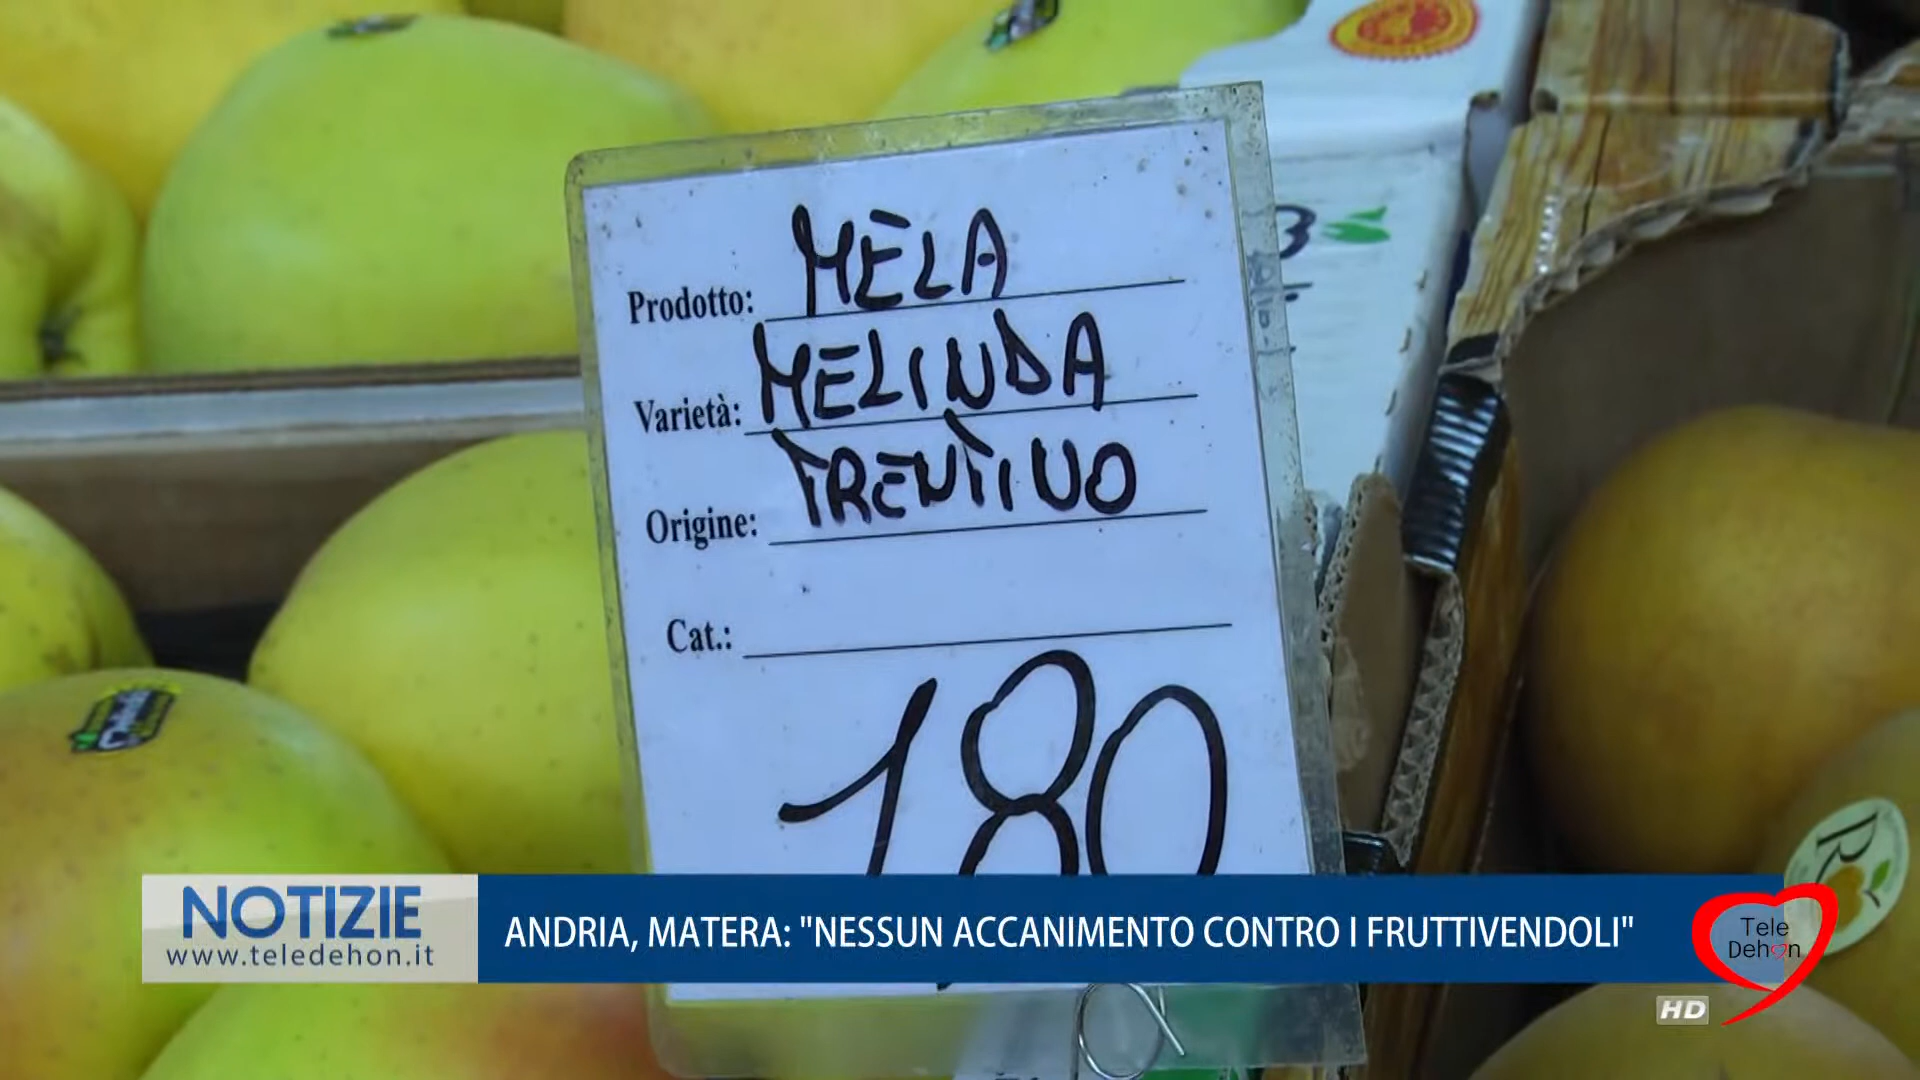 Prodotto: MELA
Varietà: MELINDA
Origine: TRENTINO
Cat.:
180
NOTIZIE
www.teledehon.it
ANDRIA, MATERA: "NESSUN ACCANIMENTO CONTRO I FRUTTIVENDOLI"
Tele
Dehon
HD